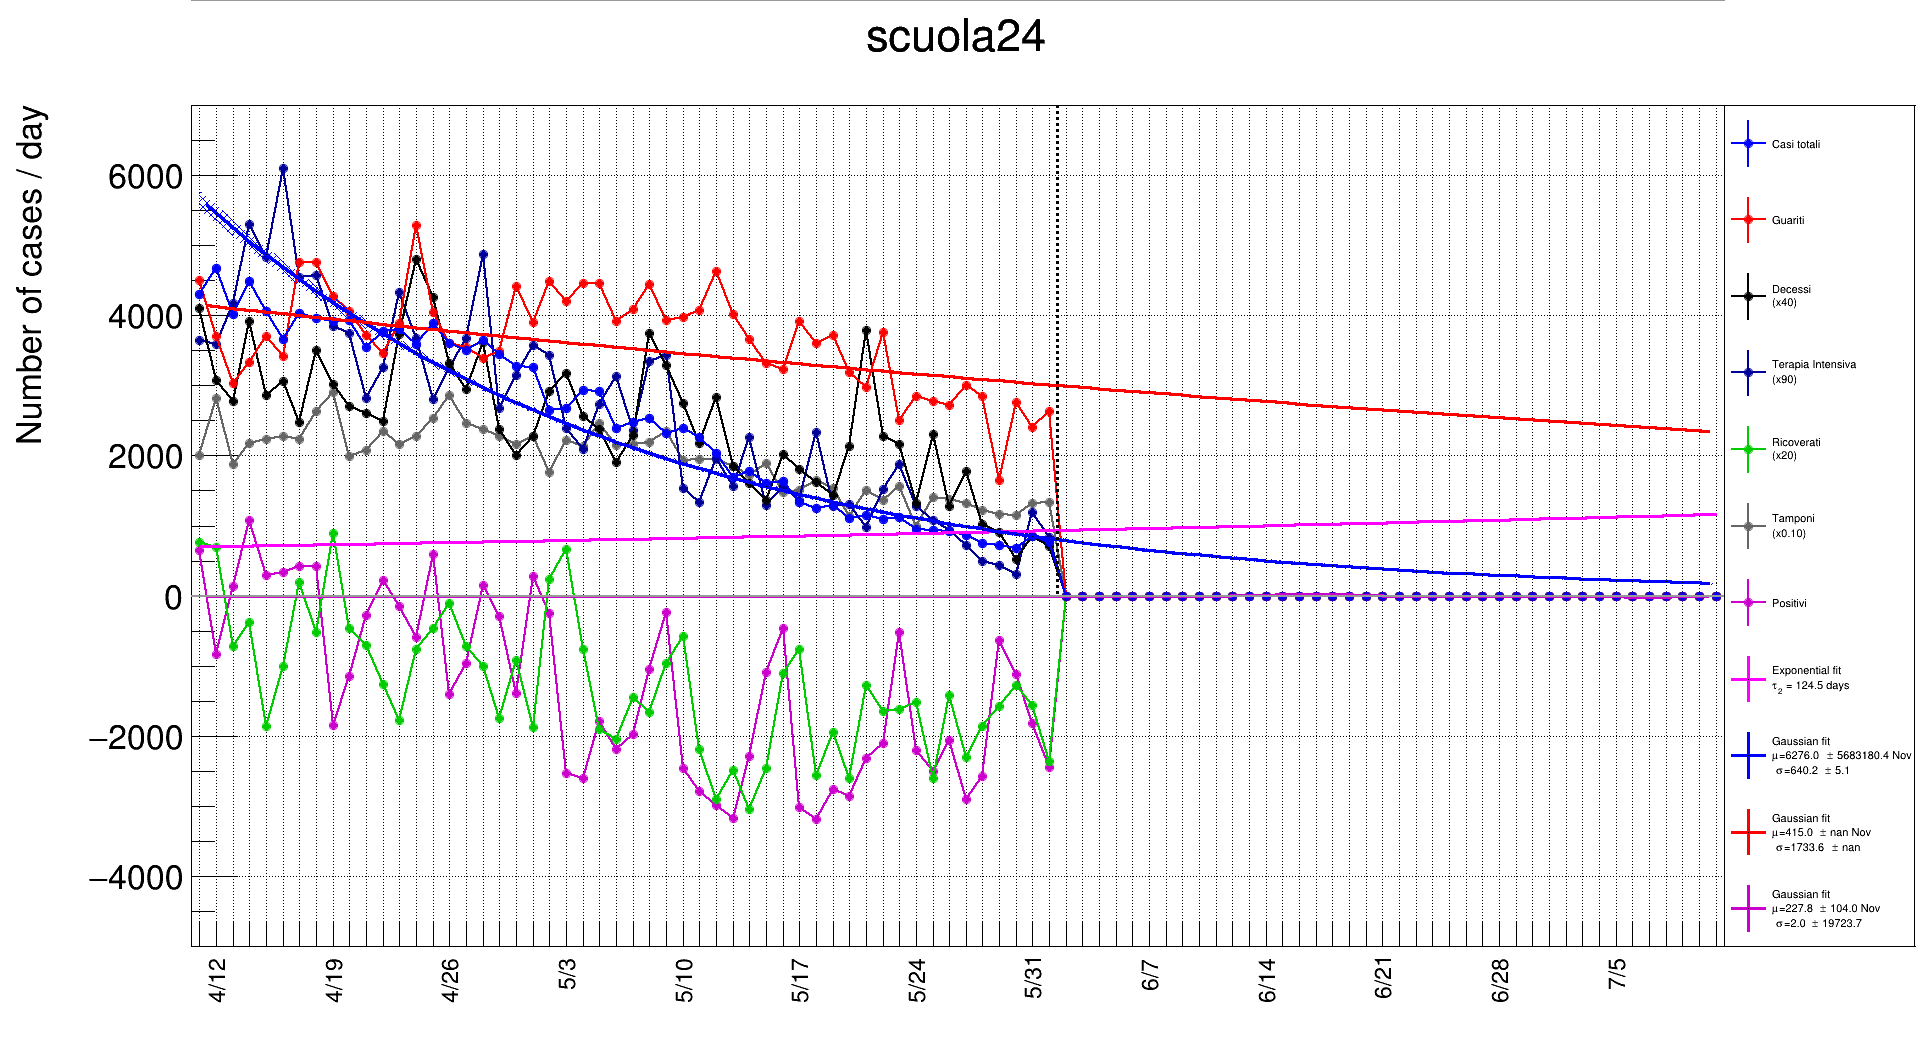 scuola24
Number of cases / day
6000
4000
2000
0
−2000
−4000
4/12
4/19
4/26
5/3
5/10
5/17
5/24
5/31
6/7
6/14
6/21
6/28
7/5
Casi totali
Guariti
Decessi
(x40)
Terapia Intensiva
(x90)
Ricoverati
(x20)
Tamponi
(x0.10)
Positivi
Exponential fit
τ2 = 124.5 days
Gaussian fit
μ=6276.0 ± 5683180.4 Nov
σ=640.2 ± 5.1
Gaussian fit
μ=415.0 ± nan Nov
σ=1733.6 ± nan
Gaussian fit
μ=227.8 ± 104.0 Nov
σ=2.0 ± 19723.7